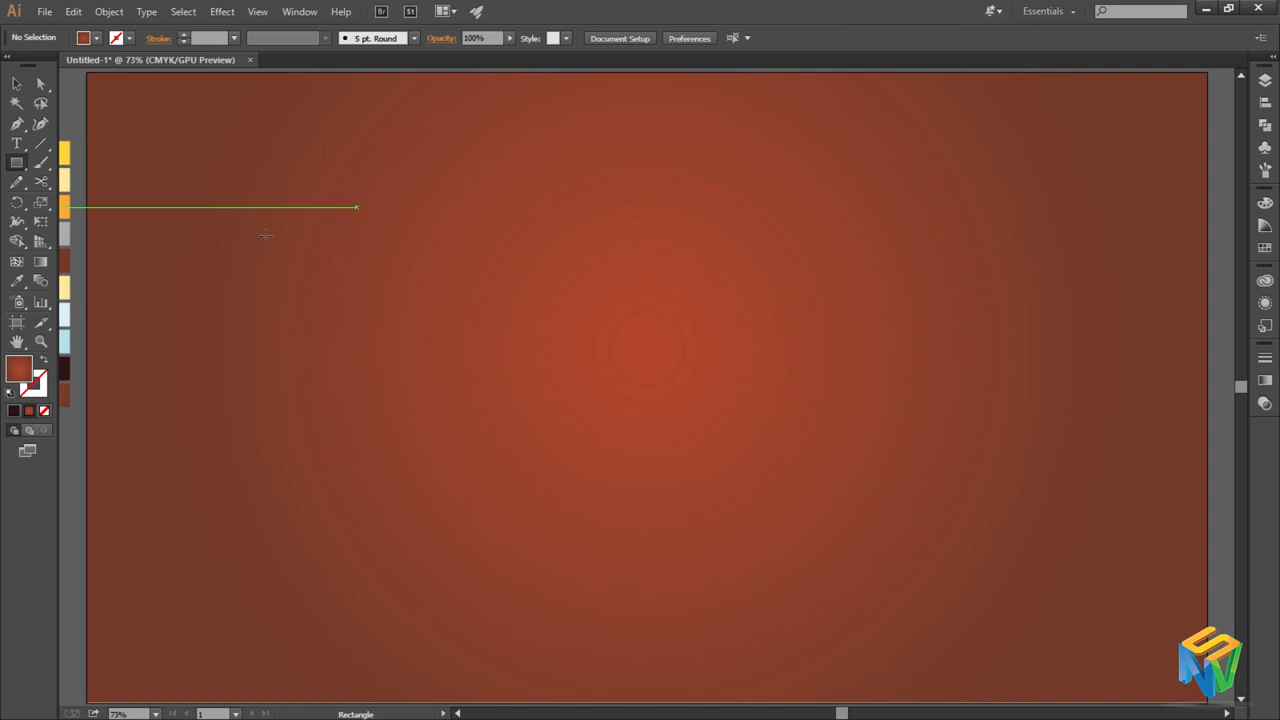 Ai File Edit Object Type Select Effect View Window Help Br St Essentials
No Selection Stroke: 5 pt. Round Opacity: 100% Style: Document Setup Preferences
Untitled-1* @ 73% (CMYK/GPU Preview)
73% 1 Rectangle